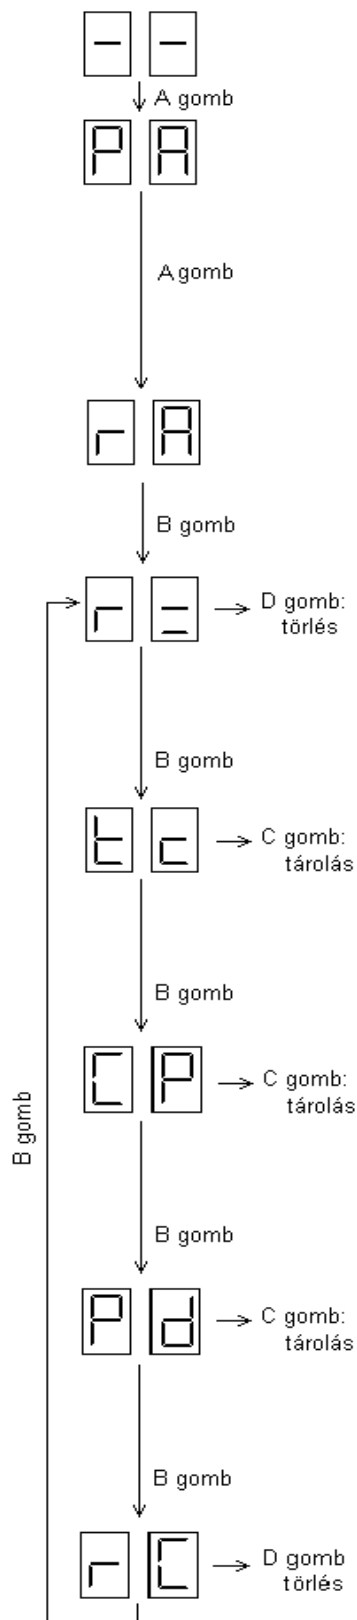 – –
A gomb
P A
A gomb
r A
B gomb
r =
D gomb:
törlés
B gomb
t c
C gomb:
tárolás
B gomb
C P
C gomb:
tárolás
B gomb
B gomb
P d
C gomb:
tárolás
B gomb
r C
D gomb
törlés